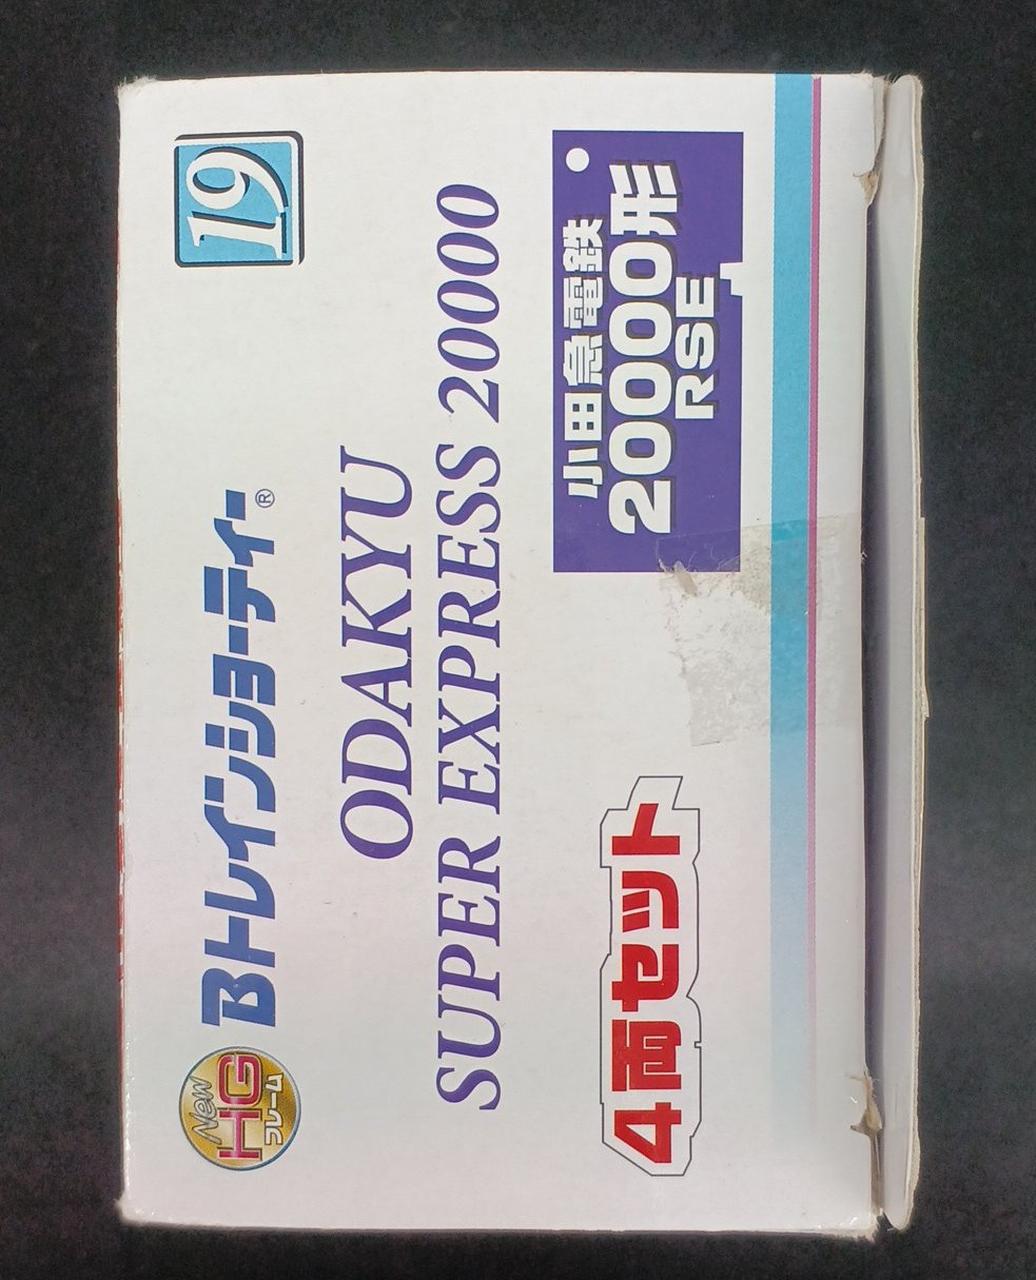 New
HG
フレーム
Bトレインショーティー®
19
ODAKYU
SUPER EXPRESS 20000
4両セット
小田急電鉄
20000形
RSE